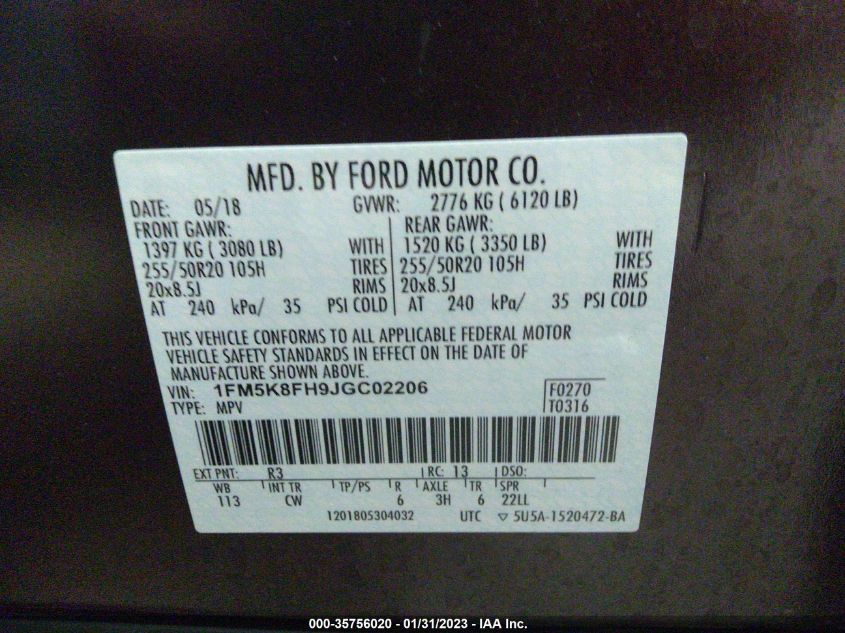 MFD. BY FORD MOTOR CO.
DATE: 05/18 GVWR: 2776 KG ( 6120 LB)
FRONT GAWR: REAR GAWR:
1397 KG ( 3080 LB) WITH 1520 KG ( 3350 LB) WITH
255/50R20 105H TIRES 255/50R20 105H TIRES
20x8.5J RIMS 20x8.5J RIMS
AT 240 kPa/ 35 PSI COLD AT 240 kPa/ 35 PSI COLD
THIS VEHICLE CONFORMS TO ALL APPLICABLE FEDERAL MOTOR
VEHICLE SAFETY STANDARDS IN EFFECT ON THE DATE OF
MANUFACTURE SHOWN ABOVE.
VIN: 1FM5K8FH9JGC02206 F0270
TYPE: MPV T0316
EXT PNT: R3 RC: 13 DSO:
WB INT TR TP/PS R AXLE TR SPR
113 CW 6 3H 6 22LL
1201805304032 UTC ▽ 5U5A-1520472-BA
000-35756020 - 01/31/2023 - IAA Inc.